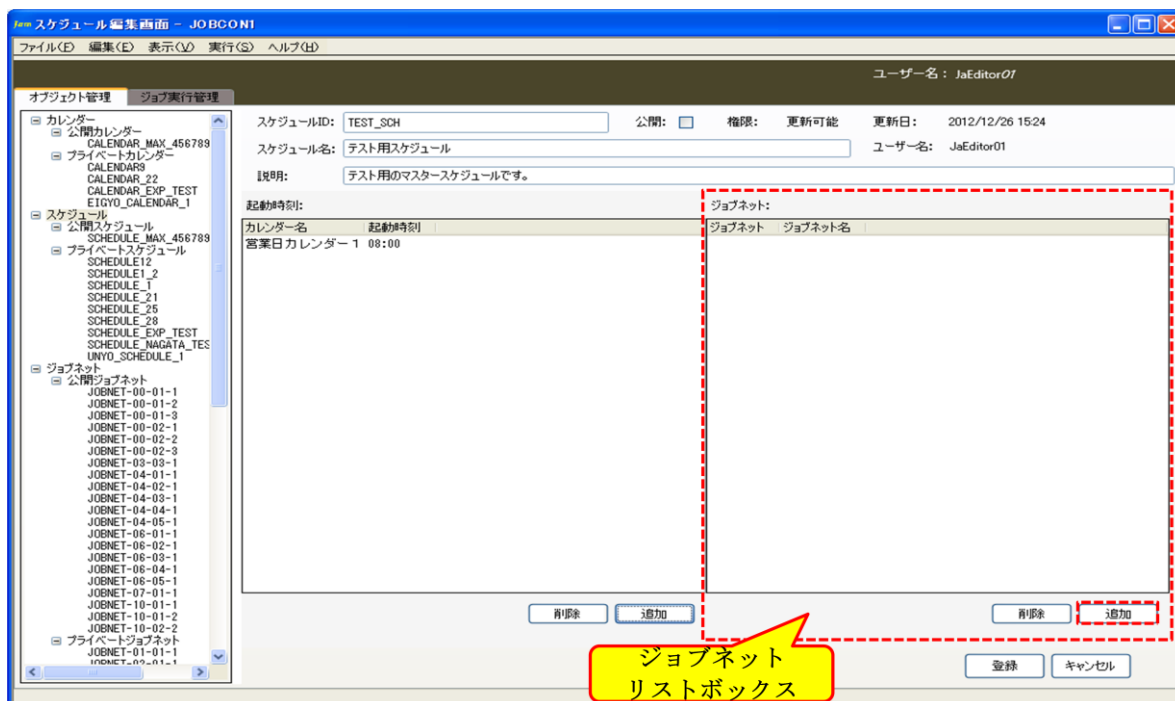 Jam スケジュール編集画面 - JOBCON1
ファイル(F) 編集(E) 表示(V) 実行(S) ヘルプ(H)
ユーザー名: JaEditor01
オブジェクト管理 ジョブ実行管理
カレンダー
公開カレンダー
CALENDAR_MAX_456789
プライベートカレンダー
CALENDAR9
CALENDAR_22
CALENDAR_EXP_TEST
EIGYO_CALENDAR_1
スケジュール
公開スケジュール
SCHEDULE_MAX_456789
プライベートスケジュール
SCHEDULE12
SCHEDULE1_2
SCHEDULE_1
SCHEDULE_21
SCHEDULE_25
SCHEDULE_28
SCHEDULE_EXP_TEST
SCHEDULE_NAGATA_TES
UNYO_SCHEDULE_1
ジョブネット
公開ジョブネット
JOBNET-00-01-1
JOBNET-00-01-2
JOBNET-00-01-3
JOBNET-00-02-1
JOBNET-00-02-2
JOBNET-00-02-3
JOBNET-03-03-1
JOBNET-04-01-1
JOBNET-04-02-1
JOBNET-04-03-1
JOBNET-04-04-1
JOBNET-04-05-1
JOBNET-06-01-1
JOBNET-06-02-1
JOBNET-06-03-1
JOBNET-06-04-1
JOBNET-06-05-1
JOBNET-07-01-1
JOBNET-10-01-1
JOBNET-10-01-2
JOBNET-10-02-2
プライベートジョブネット
JOBNET-01-01-1
JOBNET-02-01-1
スケジュールID: TEST_SCH 公開: 権限: 更新可能 更新日: 2012/12/26 15:24
スケジュール名: テスト用スケジュール ユーザー名: JaEditor01
説明: テスト用のマスタースケジュールです。
起動時刻:
カレンダー名 起動時刻
営業日カレンダー1 08:00
削除 追加
ジョブネット:
ジョブネット ジョブネット名
削除 追加
ジョブネット
リストボックス
登録 キャンセル